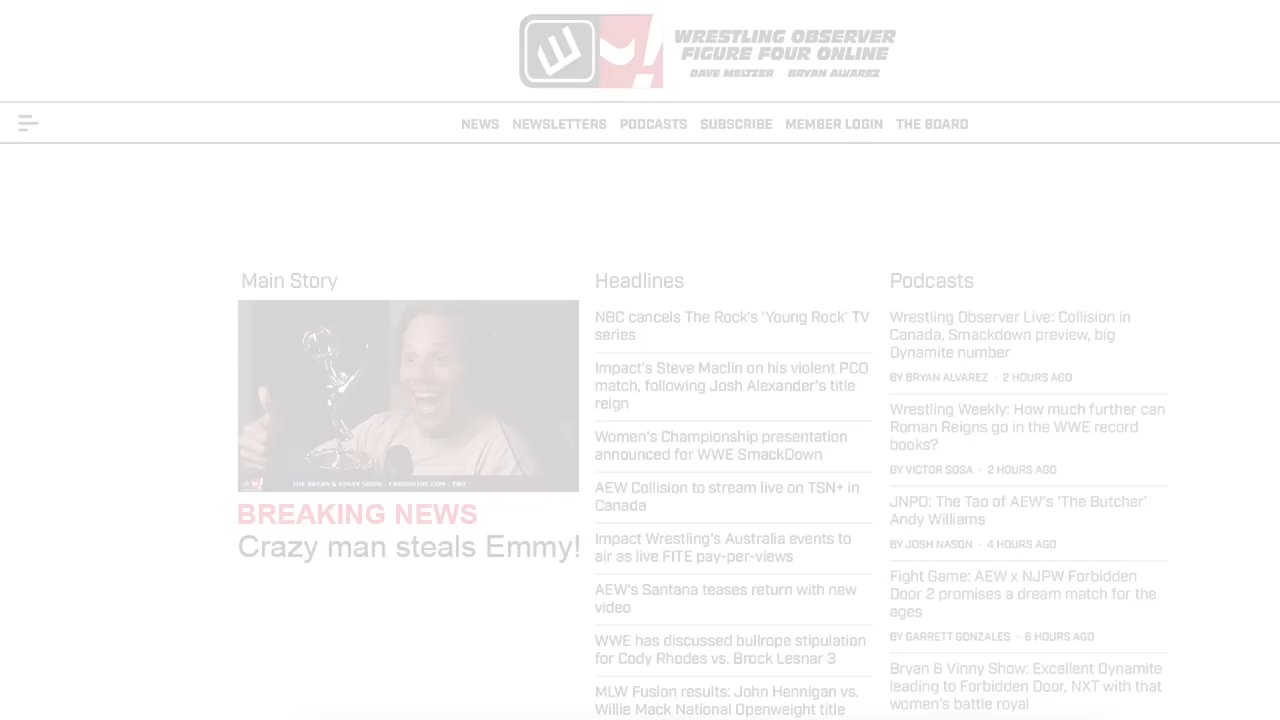 WRESTLING OBSERVER
FIGURE FOUR ONLINE
DAVE MELTZER BRYAN ALVAREZ
NEWS NEWSLETTERS PODCASTS SUBSCRIBE MEMBER LOGIN THE BOARD
Main Story
THE BRYAN & VINNY SHOW - F4WONLINE.COM - TWI
BREAKING NEWS
Crazy man steals Emmy!
Headlines
NBC cancels The Rock's 'Young Rock' TV
series
Impact's Steve Maclin on his violent PCO
match, following Josh Alexander's title
reign
Women's Championship presentation
announced for WWE SmackDown
AEW Collision to stream live on TSN+ in
Canada
Impact Wrestling's Australia events to
air as live FITE pay-per-views
AEW's Santana teases return with new
video
WWE has discussed bullrope stipulation
for Cody Rhodes vs. Brock Lesnar 3
MLW Fusion results: John Hennigan vs.
Willie Mack National Openweight title
Podcasts
Wrestling Observer Live: Collision in
Canada, Smackdown preview, big
Dynamite number
BY BRYAN ALVAREZ · 2 HOURS AGO
Wrestling Weekly: How much further can
Roman Reigns go in the WWE record
books?
BY VICTOR SOSA · 2 HOURS AGO
JNPO: The Tao of AEW's 'The Butcher'
Andy Williams
BY JOSH NASON · 4 HOURS AGO
Fight Game: AEW x NJPW Forbidden
Door 2 promises a dream match for the
ages
BY GARRETT GONZALES · 6 HOURS AGO
Bryan & Vinny Show: Excellent Dynamite
leading to Forbidden Door, NXT with that
women's battle royal